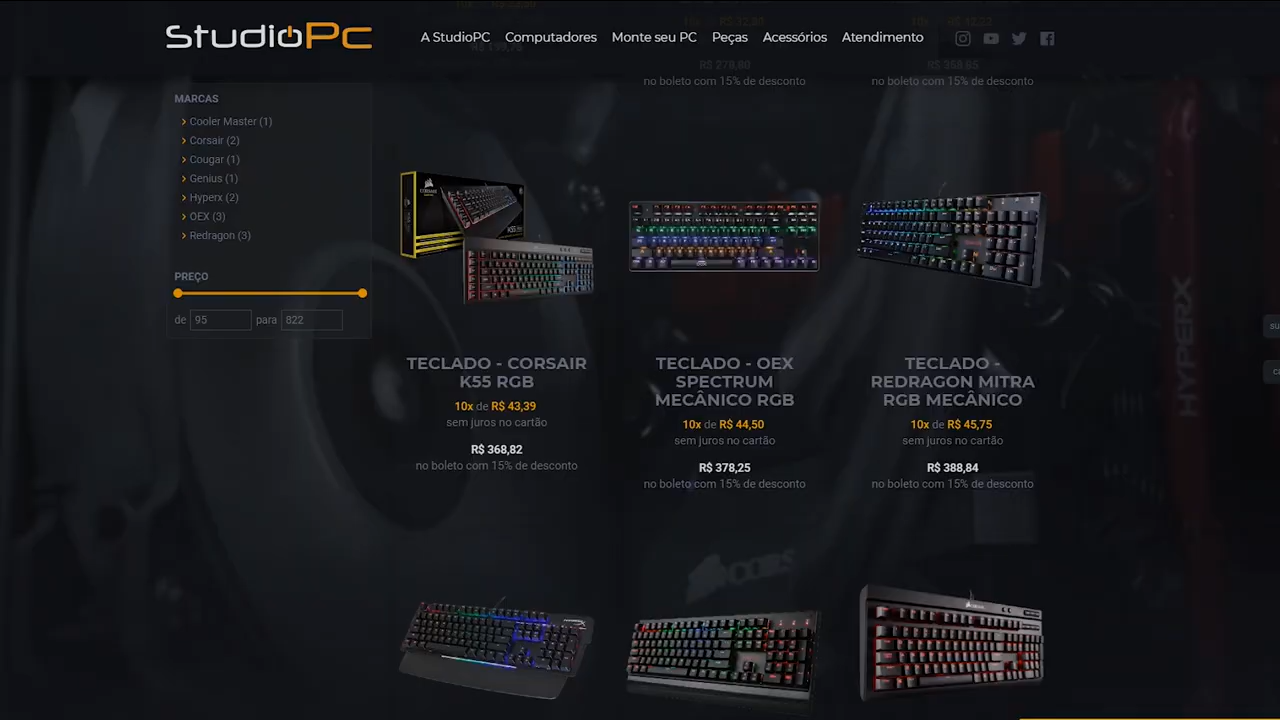 StudioPc
A StudioPC Computadores Monte seu PC Peças Acessórios Atendimento
R$ 279,80
R$ 358,85
no boleto com 15% de desconto
no boleto com 15% de desconto
MARCAS
Cooler Master (1)
Corsair (2)
Cougar (1)
Genius (1)
Hyperx (2)
OEX (3)
Redragon (3)
PREÇO
de 95 para 822
TECLADO - CORSAIR
K55 RGB
10x de R$ 43,39
sem juros no cartão
R$ 368,82
no boleto com 15% de desconto
TECLADO - OEX
SPECTRUM
MECÂNICO RGB
10x de R$ 44,50
sem juros no cartão
R$ 378,25
no boleto com 15% de desconto
TECLADO -
REDRAGON MITRA
RGB MECÂNICO
10x de R$ 45,75
sem juros no cartão
R$ 388,84
no boleto com 15% de desconto
HYPERX